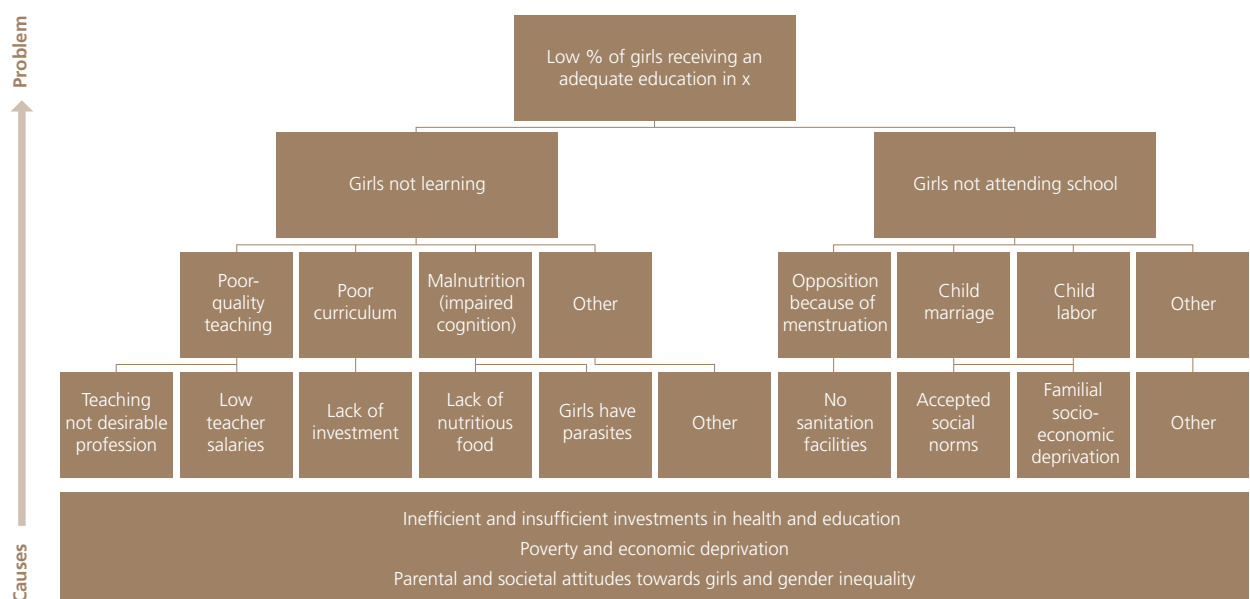 Problem
Low % of girls receiving an
adequate education in x
Girls not learning
Girls not attending school
Poor-
quality
teaching
Poor
curriculum
Malnutrition
(impaired
cognition)
Other
Opposition
because of
menstruation
Child
marriage
Child
labor
Other
Teaching
not desirable
profession
Low
teacher
salaries
Lack of
investment
Lack of
nutritious
food
Girls have
parasites
Other
No
sanitation
facilities
Accepted
social
norms
Familial
socio-
economic
deprivation
Other
Causes
Inefficient and insufficient investments in health and education
Poverty and economic deprivation
Parental and societal attitudes towards girls and gender inequality